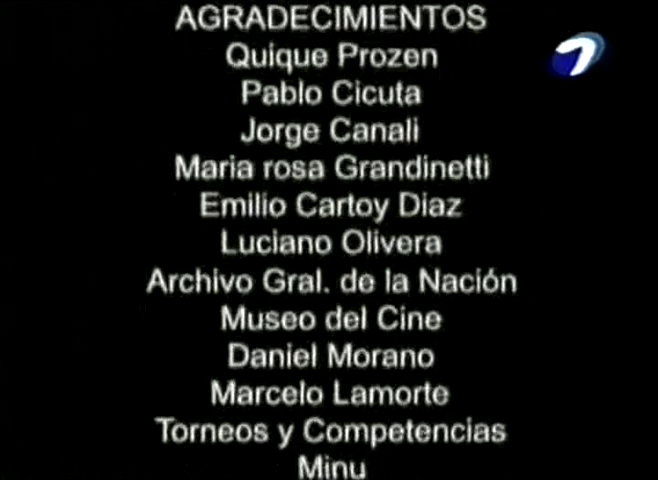 AGRADECIMIENTOS
Quique Prozen
Pablo Cicuta
Jorge Canali
Maria rosa Grandinetti
Emilio Cartoy Diaz
Luciano Olivera
Archivo Gral. de la Nación
Museo del Cine
Daniel Morano
Marcelo Lamorte
Torneos y Competencias
Minu